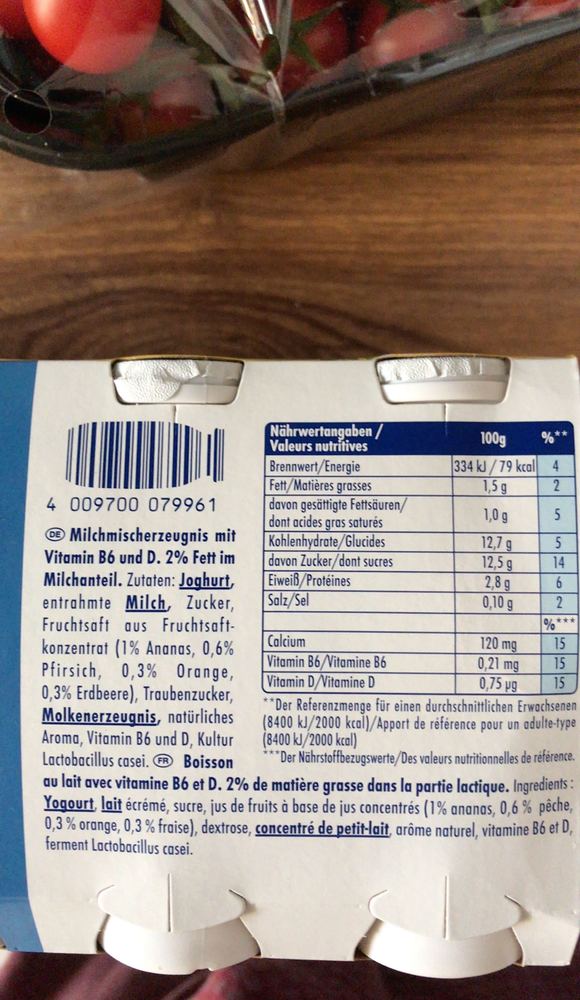 4 009700 079961
DE Milchmischerzeugnis mit
Vitamin B6 und D. 2% Fett im
Milchanteil. Zutaten: Joghurt,
entrahmte Milch, Zucker,
Fruchtsaft aus Fruchtsaft-
konzentrat (1% Ananas, 0,6%
Pfirsich, 0,3% Orange,
0,3% Erdbeere), Traubenzucker,
Molkenerzeugnis, natürliches
Aroma, Vitamin B6 und D, Kultur
Lactobacillus casei. FR Boisson
au lait avec vitamine B6 et D. 2% de matière grasse dans la partie lactique. Ingredients :
Yogourt, lait écrémé, sucre, jus de fruits à base de jus concentrés (1% ananas, 0,6 % pêche,
0,3 % orange, 0,3 % fraise), dextrose, concentré de petit-lait, arôme naturel, vitamine B6 et D,
ferment Lactobacillus casei.
Nährwertangaben /
Valeurs nutritives 100g %**
Brennwert/Energie 334 kJ / 79 kcal 4
Fett/Matières grasses 1,5 g 2
davon gesättigte Fettsäuren/
dont acides gras saturés 1,0 g 5
Kohlenhydrate/Glucides 12,7 g 5
davon Zucker/dont sucres 12,5 g 14
Eiweiß/Protéines 2,8 g 6
Salz/Sel 0,10 g 2
%***
Calcium 120 mg 15
Vitamin B6/Vitamine B6 0,21 mg 15
Vitamin D/Vitamine D 0,75 µg 15
**Der Referenzmenge für einen durchschnittlichen Erwachsenen
(8400 kJ/2000 kcal)/Apport de référence pour un adulte-type
(8400 kJ/2000 kcal)
***Der Nährstoffbezugswerte/Des valeurs nutritionnelles de référence.